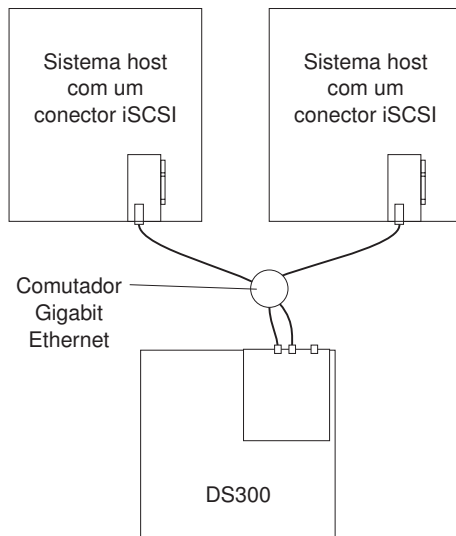 Sistema host
com um
conector iSCSI
Sistema host
com um
conector iSCSI
Comutador
Gigabit
Ethernet
DS300